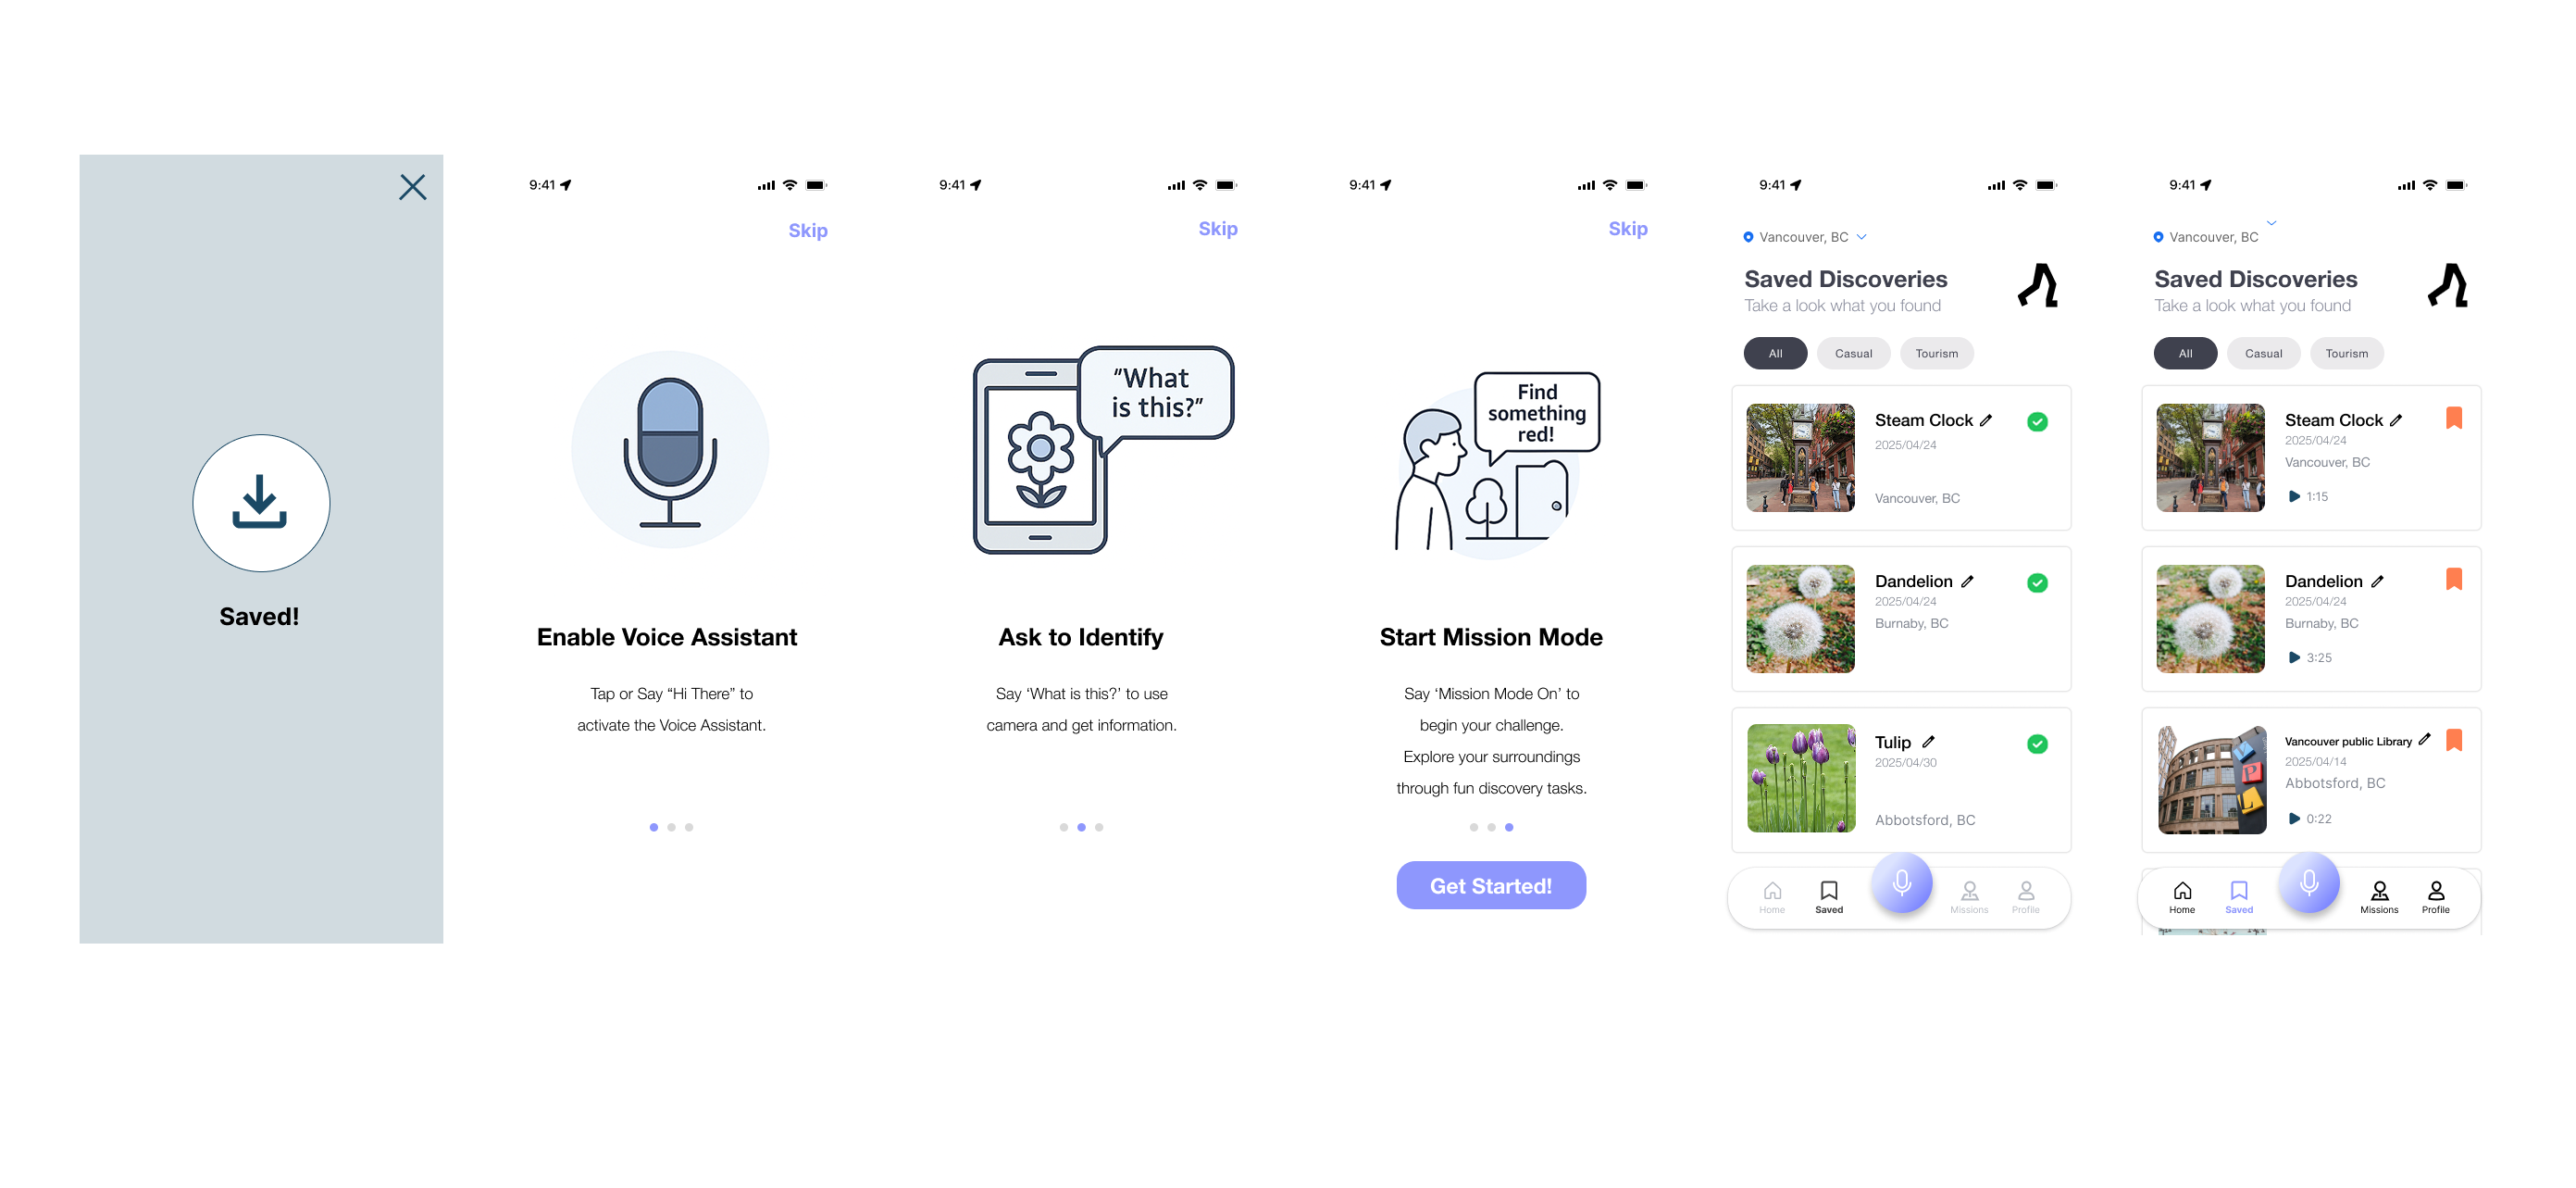 Saved!
9:41
Skip
Enable Voice Assistant
Tap or Say “Hi There” to
activate the Voice Assistant.
9:41
Skip
"What
is this?"
Ask to Identify
Say ‘What is this?’ to use
camera and get information.
9:41
Skip
Find
something
red!
Start Mission Mode
Say ‘Mission Mode On’ to
begin your challenge.
Explore your surroundings
through fun discovery tasks.
Get Started!
9:41
Vancouver, BC
Saved Discoveries
Take a look what you found
All Casual Tourism
Steam Clock
2025/04/24
Vancouver, BC
Dandelion
2025/04/24
Burnaby, BC
Tulip
2025/04/30
Abbotsford, BC
Home Saved Missions Profile
9:41
Vancouver, BC
Saved Discoveries
Take a look what you found
All Casual Tourism
Steam Clock
2025/04/24
Vancouver, BC
1:15
Dandelion
2025/04/24
Burnaby, BC
3:25
Vancouver public Library
2025/04/14
Abbotsford, BC
0:22
V
P
L
Home Saved Missions Profile